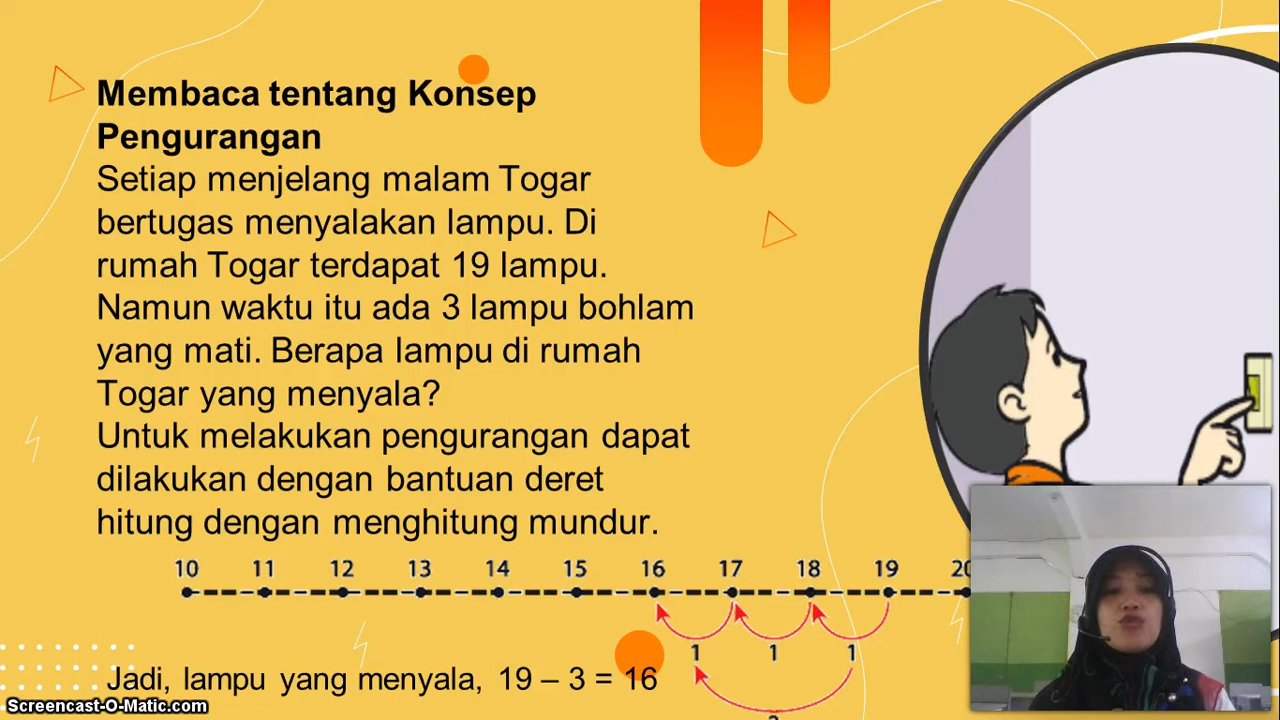 Membaca tentang Konsep
Pengurangan
Setiap menjelang malam Togar
bertugas menyalakan lampu. Di
rumah Togar terdapat 19 lampu.
Namun waktu itu ada 3 lampu bohlam
yang mati. Berapa lampu di rumah
Togar yang menyala?
Untuk melakukan pengurangan dapat
dilakukan dengan bantuan deret
hitung dengan menghitung mundur.
10 11 12 13 14 15 16 17 18 19 20
1 1 1
Jadi, lampu yang menyala, 19 – 3 = 16
Screencast-O-Matic.com